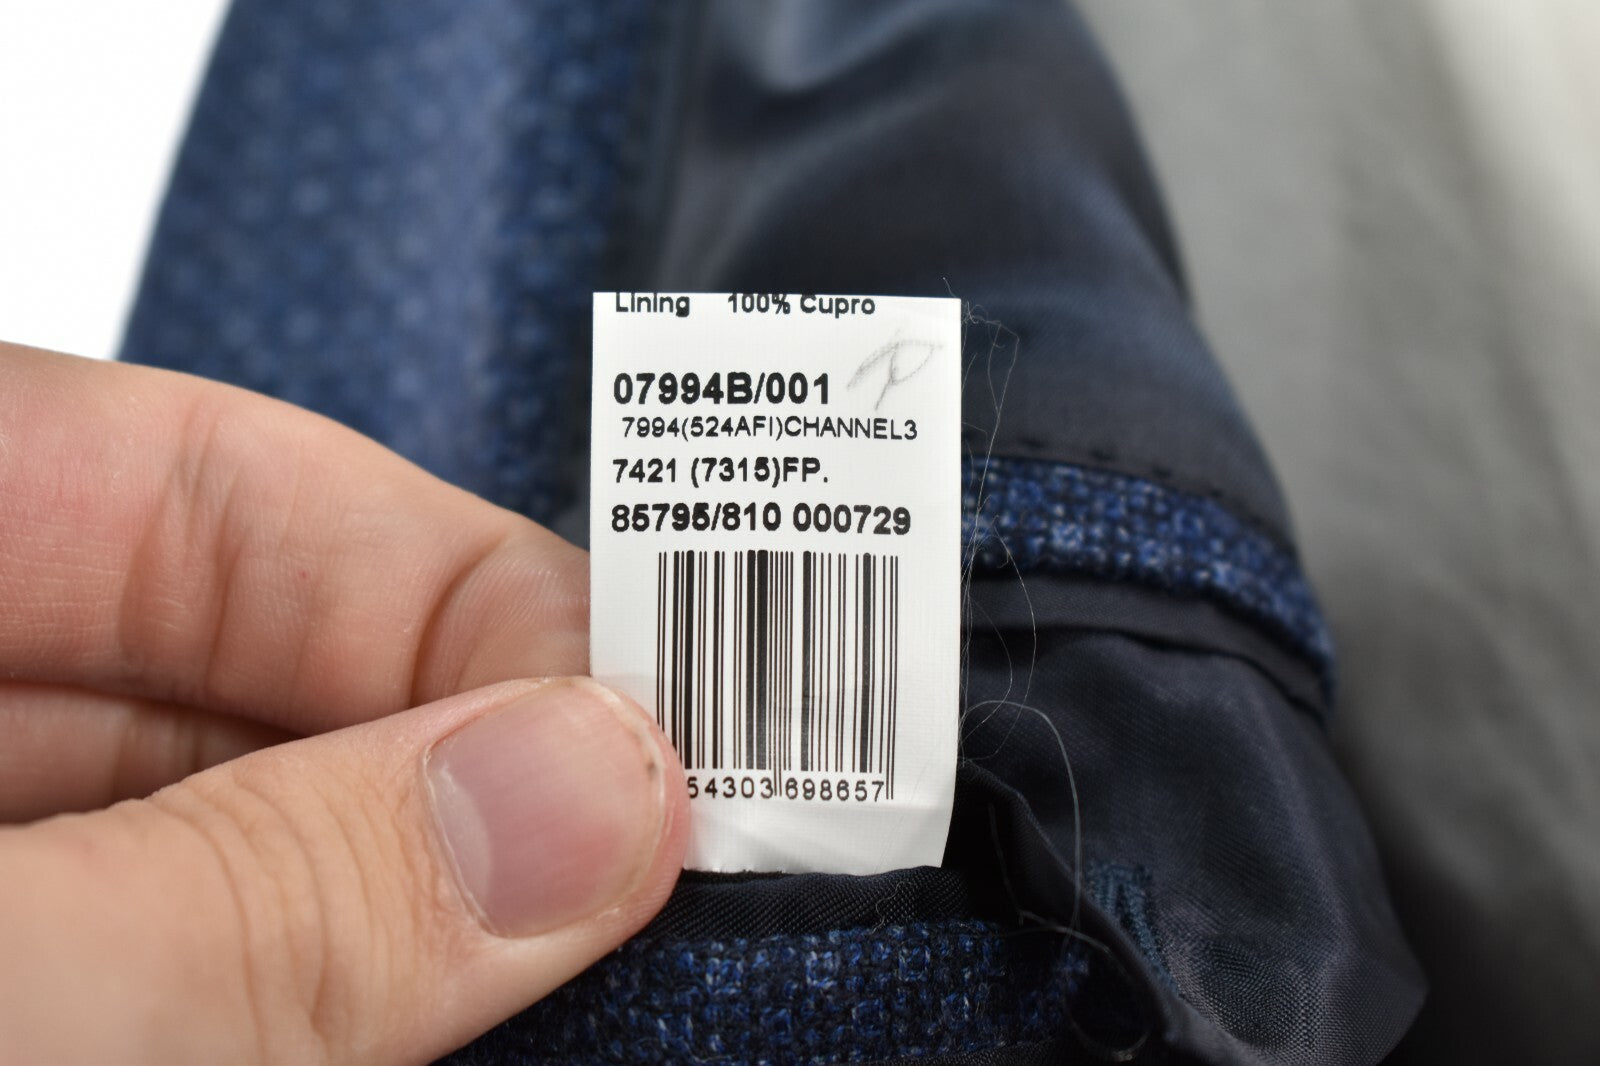 Lining 100% Cupro
07994B/001
7994(524AFI)CHANNEL3
7421 (7315)FP.
85795/810 000729
54303 698657